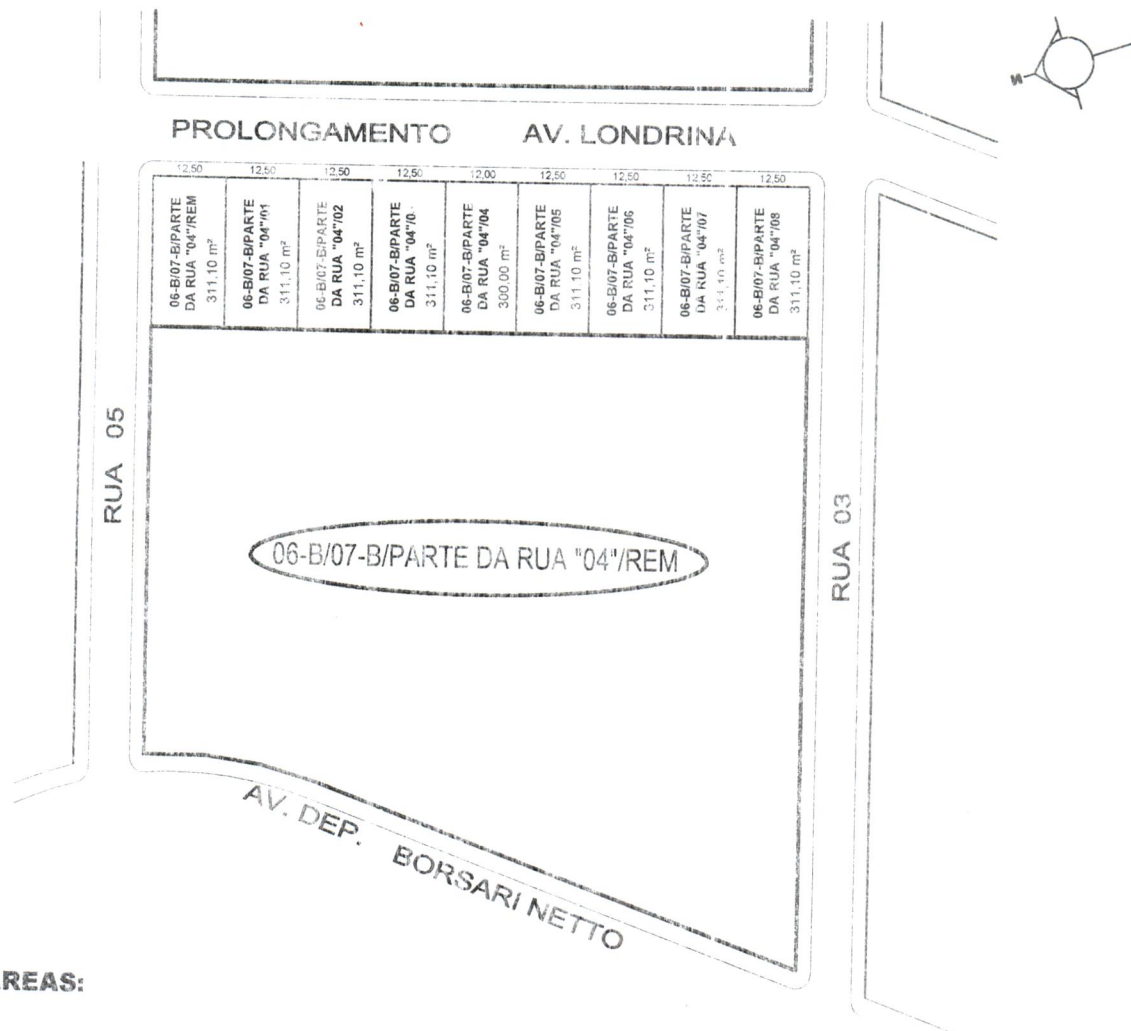 N
PROLONGAMENTO AV. LONDRINA
12,50 12,50 12,50 12,50 12,00 12,50 12,50 12,50 12,50
06-B/07-B/PARTE
DA RUA "04"/REM
311,10 m²
06-B/07-B/PARTE
DA RUA "04"/01
311,10 m²
06-B/07-B/PARTE
DA RUA "04"/02
311,10 m²
06-B/07-B/PARTE
DA RUA "04"/0
311,10 m²
06-B/07-B/PARTE
DA RUA "04"/04
300,00 m²
06-B/07-B/PARTE
DA RUA "04"/05
311,10 m²
06-B/07-B/PARTE
DA RUA "04"/06
311,10 m²
06-B/07-B/PARTE
DA RUA "04"/07
311,10 m²
06-B/07-B/PARTE
DA RUA "04"/08
311,10 m²
RUA 05
06-B/07-B/PARTE DA RUA "04"/REM
RUA 03
AV. DEP. BORSARI NETTO
REAS: